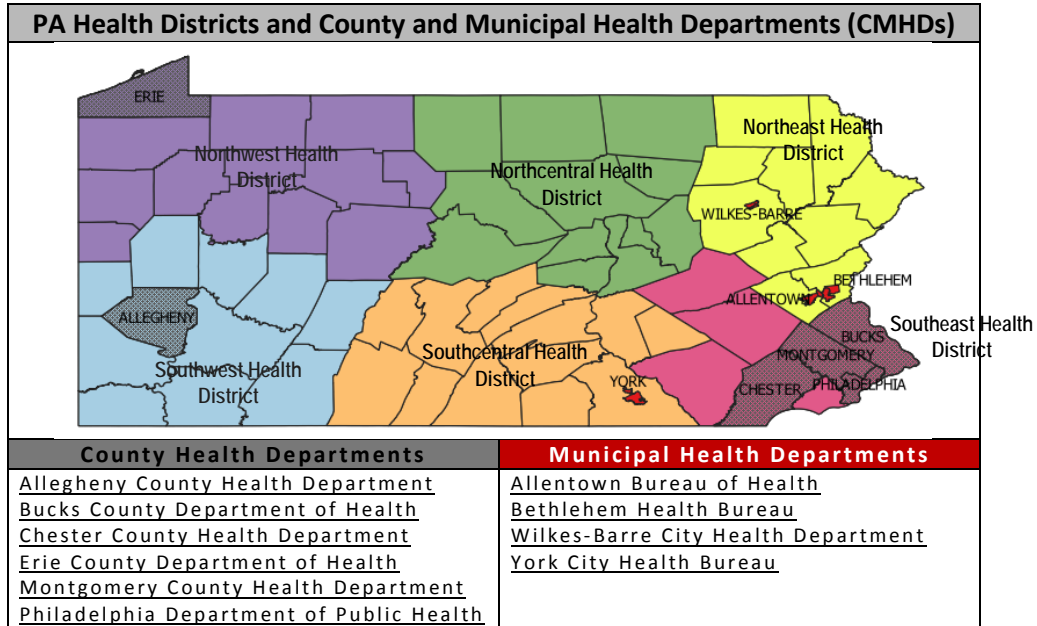 PA Health Districts and County and Municipal Health Departments (CMHDs)
ERIE
Northwest Health
District
Northcentral Health
District
Northeast Health
District
WILKES-BARRE
BETHLEHEM
ALLENTOWN
ALLEGHENY
Southwest Health
District
Southcentral Health
District
YORK
BUCKS
MONTGOMERY
CHESTER
PHILADELPHIA
Southeast Health
District
County Health Departments
Allegheny County Health Department
Bucks County Department of Health
Chester County Health Department
Erie County Department of Health
Montgomery County Health Department
Philadelphia Department of Public Health
Municipal Health Departments
Allentown Bureau of Health
Bethlehem Health Bureau
Wilkes-Barre City Health Department
York City Health Bureau